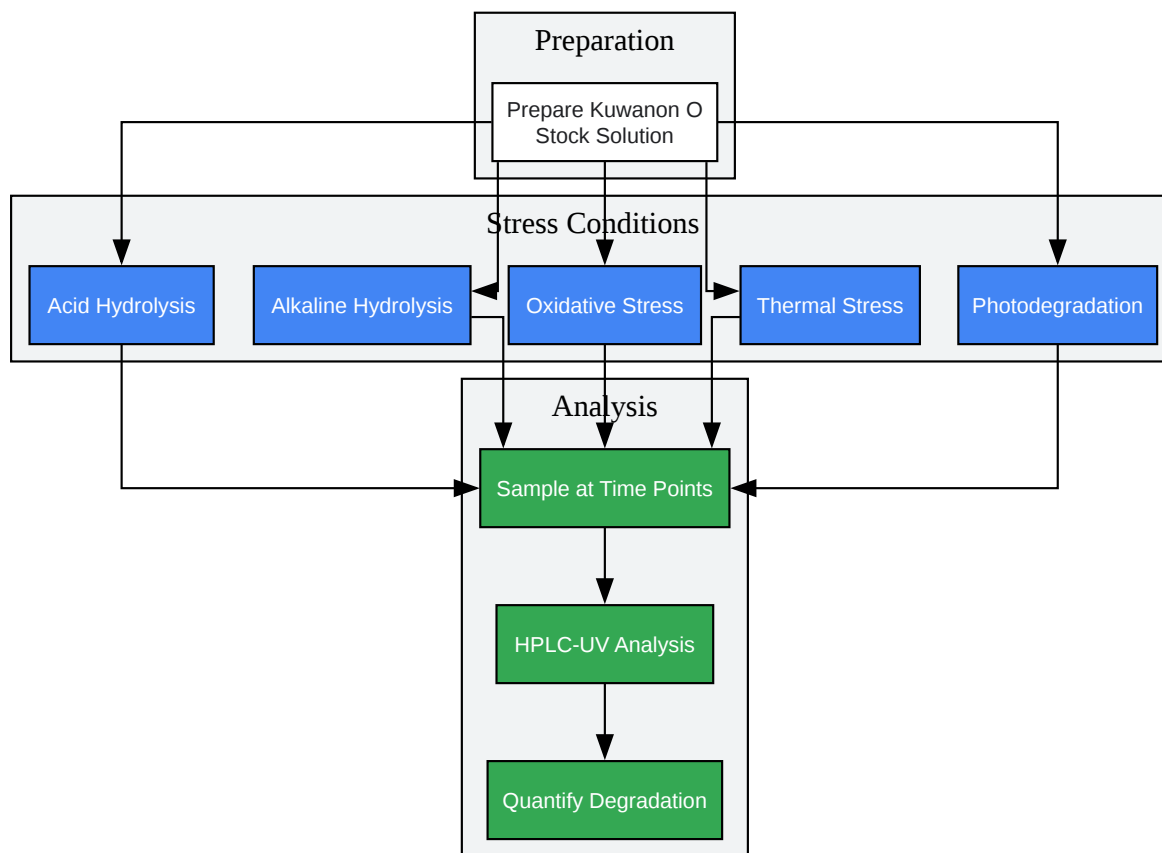 Preparation
Prepare Kuwanon O
Stock Solution
Stress Conditions
Acid Hydrolysis
Alkaline Hydrolysis
Oxidative Stress
Thermal Stress
Photodegradation
Analysis
Sample at Time Points
HPLC-UV Analysis
Quantify Degradation